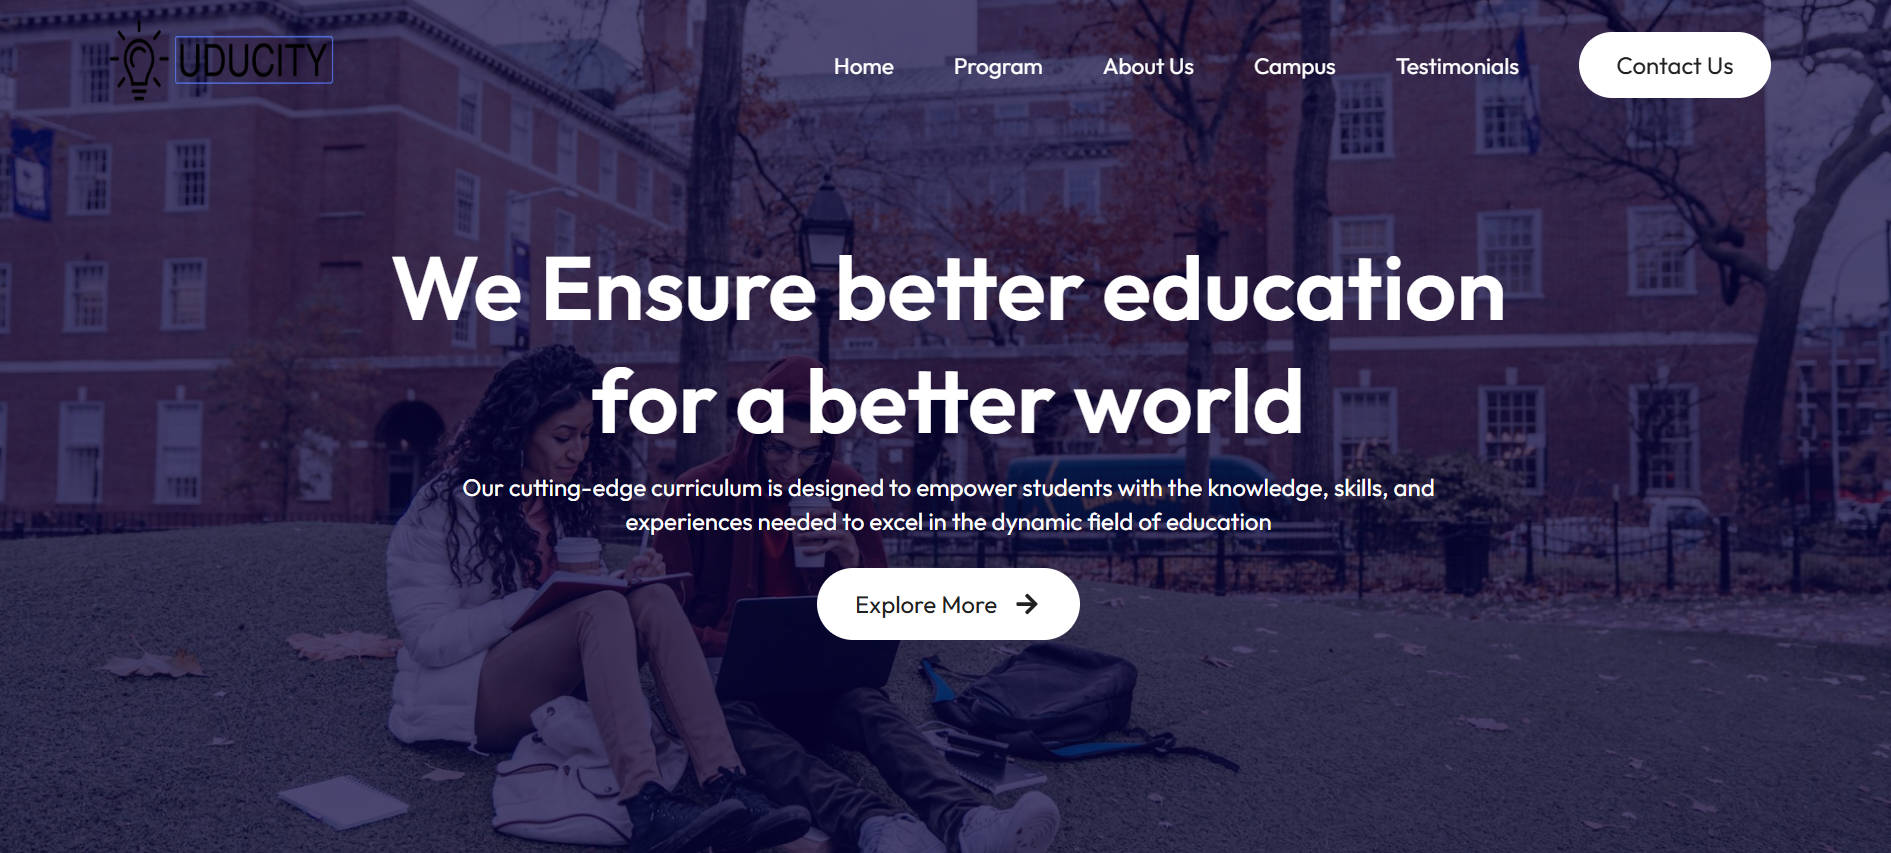 UDUCITY
Home Program About Us Campus Testimonials Contact Us
We Ensure better education
for a better world
Our cutting-edge curriculum is designed to empower students with the knowledge, skills, and
experiences needed to excel in the dynamic field of education
Explore More